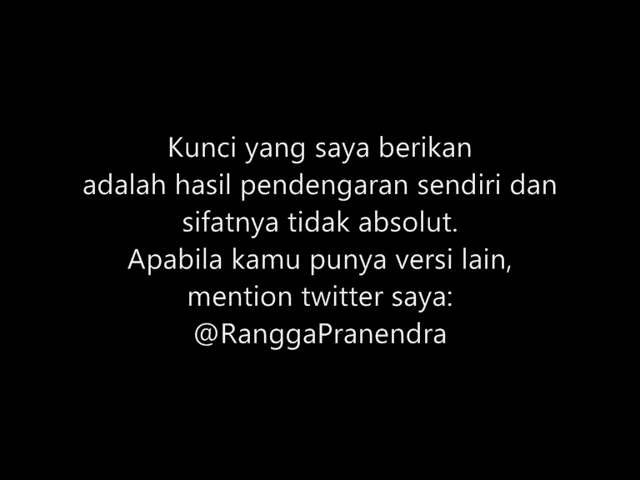 Kunci yang saya berikan
adalah hasil pendengaran sendiri dan
sifatnya tidak absolut.
Apabila kamu punya versi lain,
mention twitter saya:
@RanggaPranendra